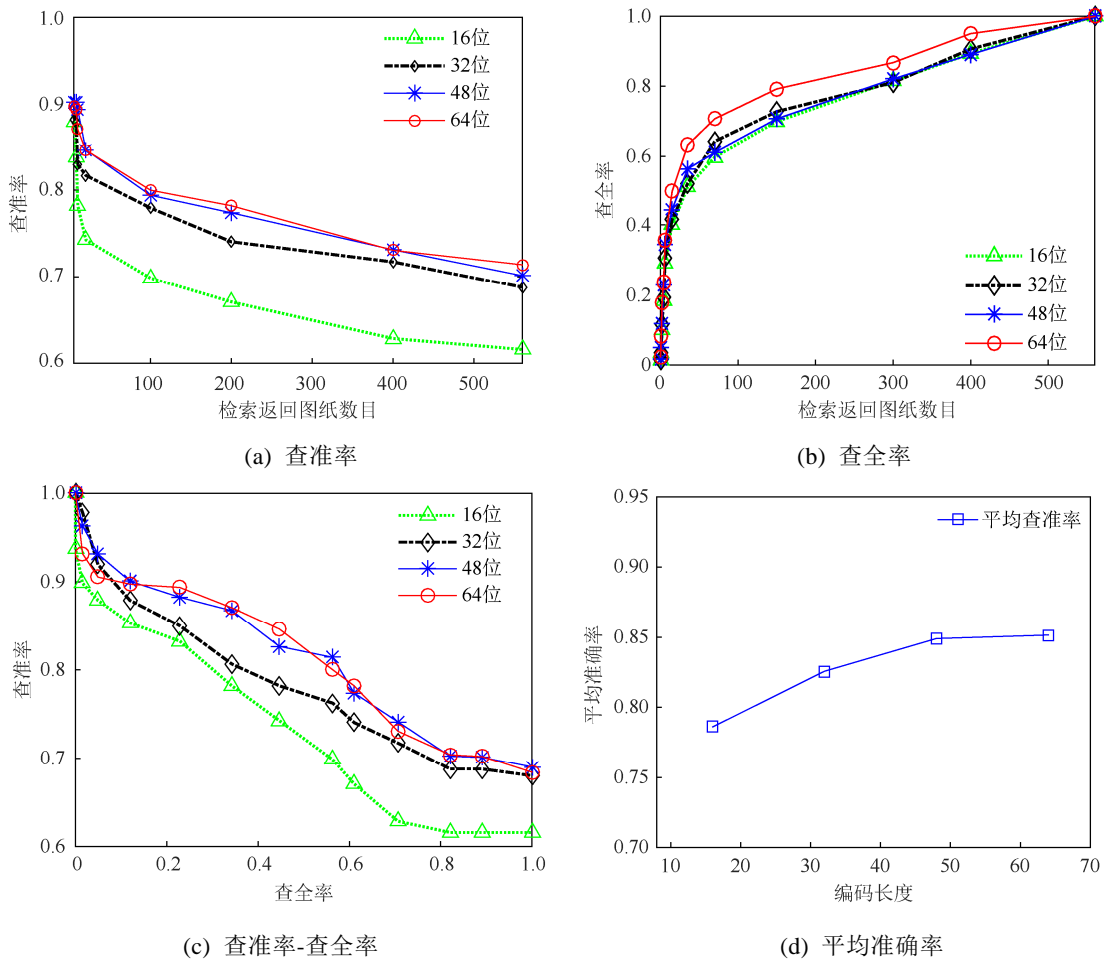 1.0
0.9
0.8
0.7
0.6
查准率
16位
32位
48位
64位
100 200 300 400 500
检索返回图纸数目
(a) 查准率
1.0
0.8
0.6
0.4
0.2
0
查全率
16位
32位
48位
64位
0 100 200 300 400 500
检索返回图纸数目
(b) 查全率
1.0
0.9
0.8
0.7
0.6
查准率
16位
32位
48位
64位
0 0.2 0.4 0.6 0.8 1.0
查全率
(c) 查准率-查全率
0.95
0.90
0.85
0.80
0.75
0.70
平均准确率
平均查准率
10 20 30 40 50 60 70
编码长度
(d) 平均准确率